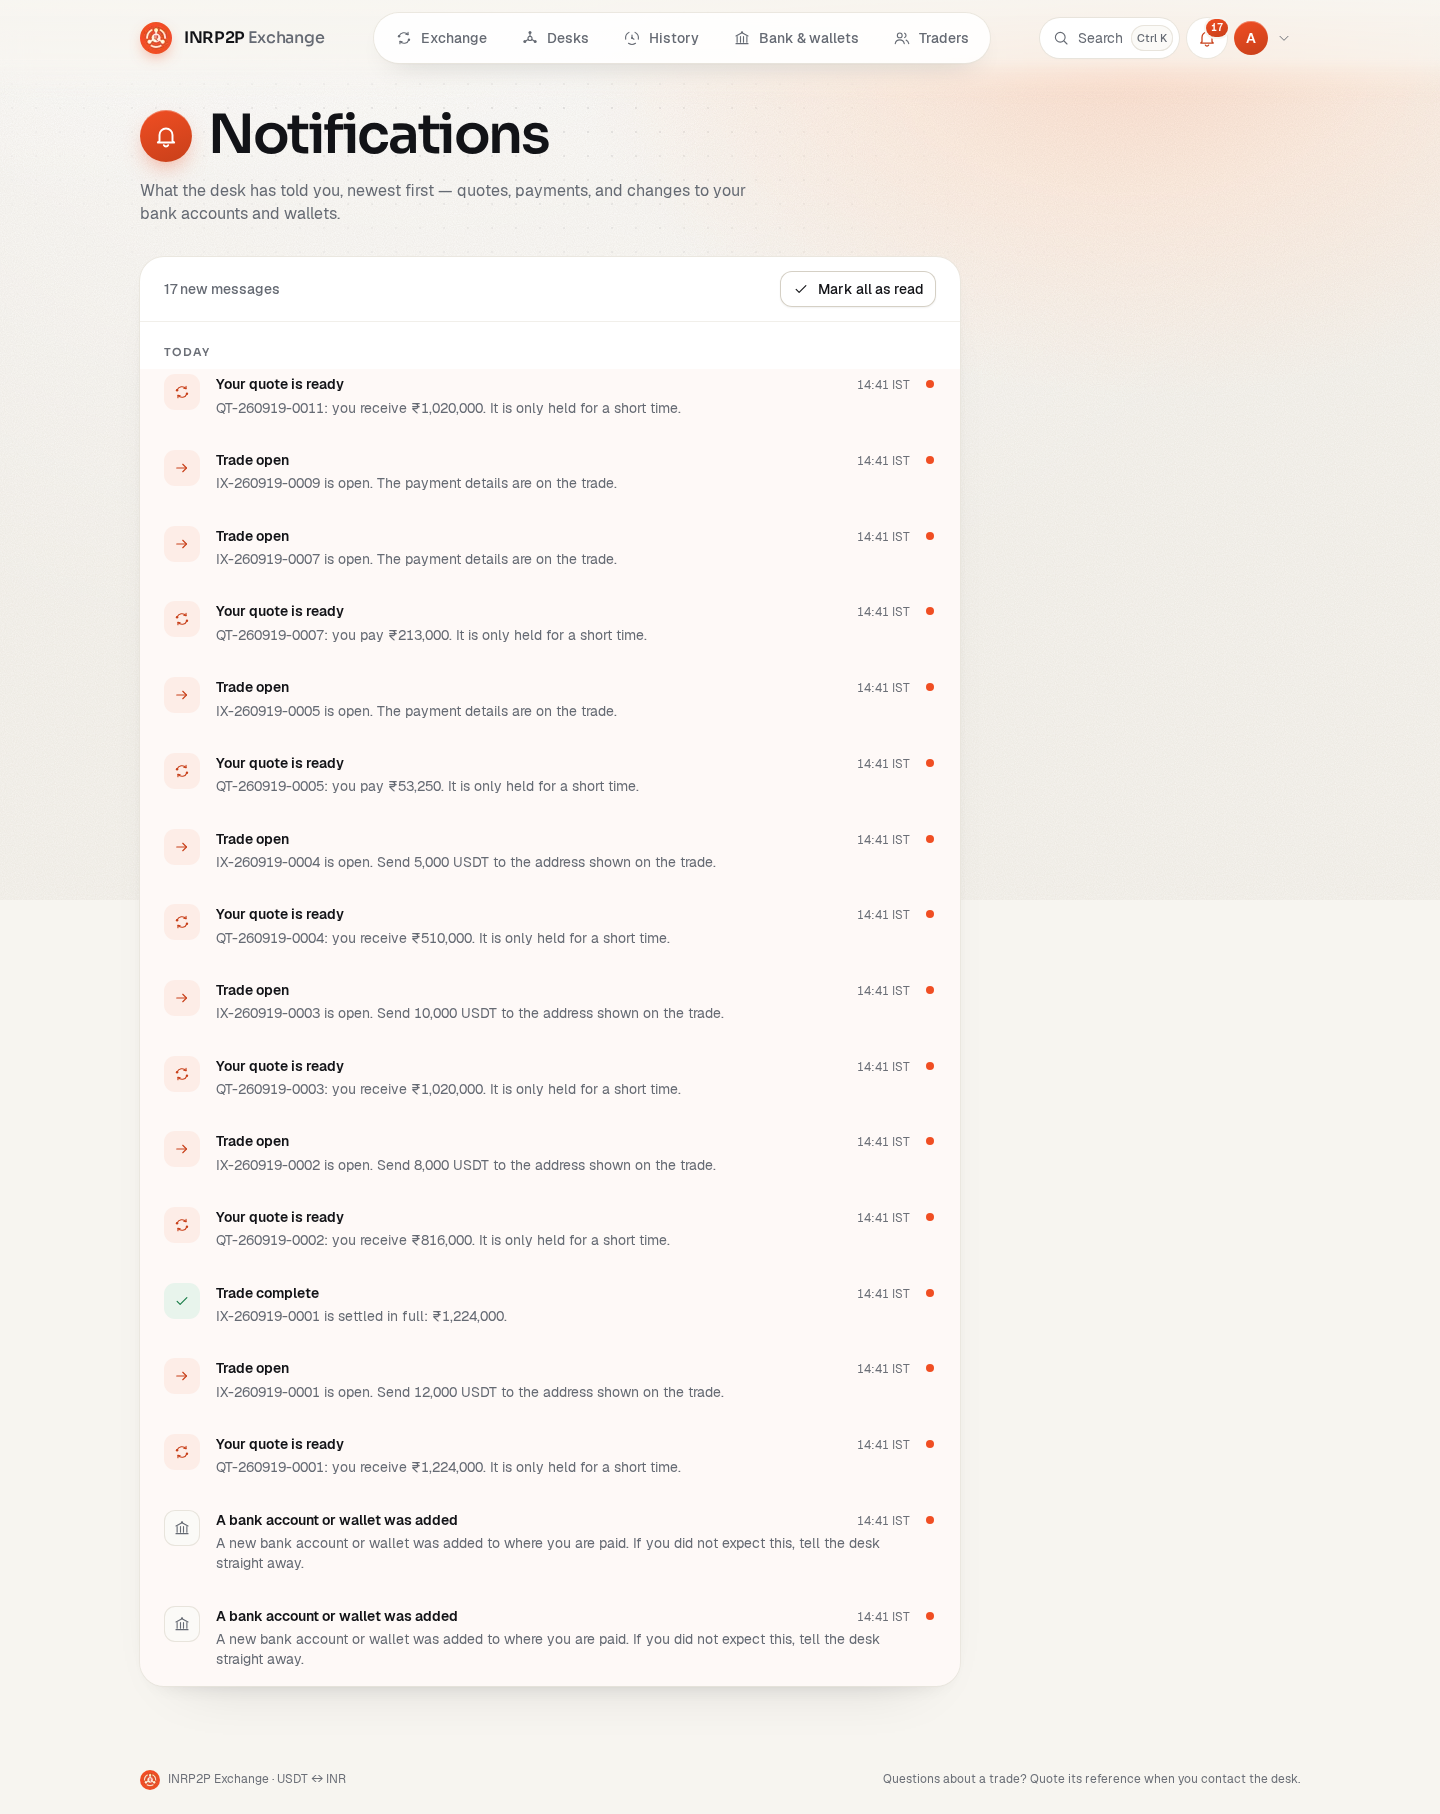 INRP2P Exchange
Exchange
Desks
History
Bank & wallets
Traders
Search
Ctrl K
17
A
Notifications
What the desk has told you, newest first — quotes, payments, and changes to your
bank accounts and wallets.
17 new messages
Mark all as read
TODAY
Your quote is ready 14:41 IST
QT-260919-0011: you receive ₹1,020,000. It is only held for a short time.
Trade open 14:41 IST
IX-260919-0009 is open. The payment details are on the trade.
Trade open 14:41 IST
IX-260919-0007 is open. The payment details are on the trade.
Your quote is ready 14:41 IST
QT-260919-0007: you pay ₹213,000. It is only held for a short time.
Trade open 14:41 IST
IX-260919-0005 is open. The payment details are on the trade.
Your quote is ready 14:41 IST
QT-260919-0005: you pay ₹53,250. It is only held for a short time.
Trade open 14:41 IST
IX-260919-0004 is open. Send 5,000 USDT to the address shown on the trade.
Your quote is ready 14:41 IST
QT-260919-0004: you receive ₹510,000. It is only held for a short time.
Trade open 14:41 IST
IX-260919-0003 is open. Send 10,000 USDT to the address shown on the trade.
Your quote is ready 14:41 IST
QT-260919-0003: you receive ₹1,020,000. It is only held for a short time.
Trade open 14:41 IST
IX-260919-0002 is open. Send 8,000 USDT to the address shown on the trade.
Your quote is ready 14:41 IST
QT-260919-0002: you receive ₹816,000. It is only held for a short time.
Trade complete 14:41 IST
IX-260919-0001 is settled in full: ₹1,224,000.
Trade open 14:41 IST
IX-260919-0001 is open. Send 12,000 USDT to the address shown on the trade.
Your quote is ready 14:41 IST
QT-260919-0001: you receive ₹1,224,000. It is only held for a short time.
A bank account or wallet was added 14:41 IST
A new bank account or wallet was added to where you are paid. If you did not expect this, tell the desk
straight away.
A bank account or wallet was added 14:41 IST
A new bank account or wallet was added to where you are paid. If you did not expect this, tell the desk
straight away.
INRP2P Exchange · USDT ↔ INR
Questions about a trade? Quote its reference when you contact the desk.